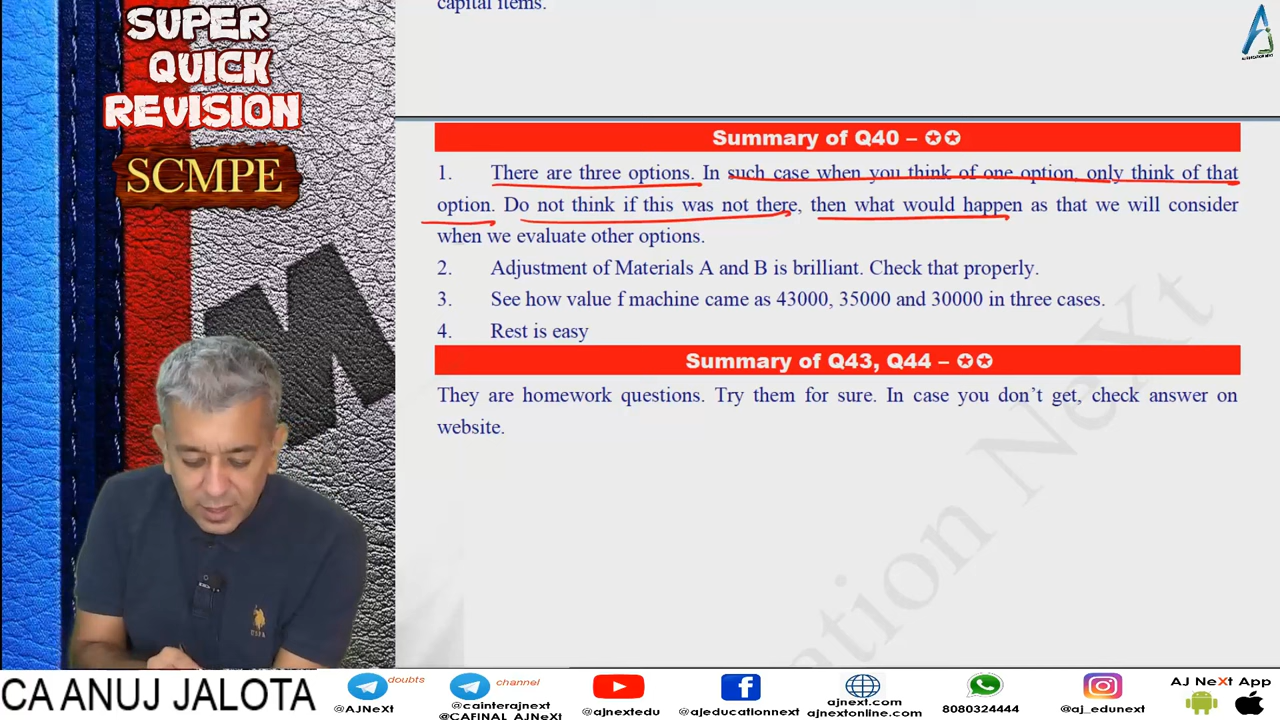 SUPER
QUICK
REVISION
SCMPE
capital items.
Summary of Q40 – ✪✪
1. There are three options. In such case when you think of one option, only think of that
option. Do not think if this was not there, then what would happen as that we will consider
when we evaluate other options.
2. Adjustment of Materials A and B is brilliant. Check that properly.
3. See how value f machine came as 43000, 35000 and 30000 in three cases.
4. Rest is easy
Summary of Q43, Q44 – ✪✪
They are homework questions. Try them for sure. In case you don't get, check answer on
website.
ation NeXt
U.S.P.A
CA ANUJ JALOTA
doubts
@AJNeXt
channel
@cainterajnext
@CAFINAL_AJNeXt
@ajnextedu
@ajeducationnext
ajnext.com
ajnextonline.com
8080324444
@aj_edunext
AJ NeXt App